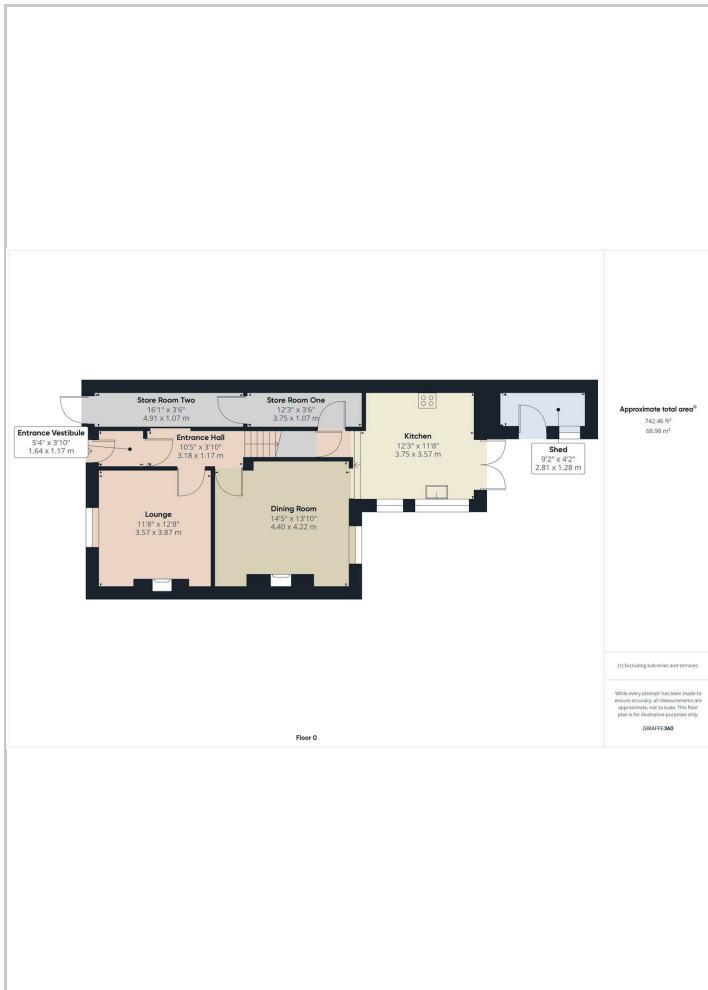 Store Room Two
16'1" x 3'6"
4.91 x 1.07 m
Store Room One
12'3" x 3'6"
3.75 x 1.07 m
Entrance Vestibule
5'4" x 3'10"
1.64 x 1.17 m
Entrance Hall
10'5" x 3'10"
3.18 x 1.17 m
Kitchen
12'3" x 11'8"
3.75 x 3.57 m
Shed
9'2" x 4'2"
2.81 x 1.28 m
Lounge
11'8" x 12'8"
3.57 x 3.87 m
Dining Room
14'5" x 13'10"
4.40 x 4.22 m
Floor 0
Approximate total area⁽¹⁾
742.46 ft²
68.98 m²
(1) Excluding balconies and terraces
While every attempt has been made to
ensure accuracy, all measurements are
approximate, not to scale. This floor
plan is for illustrative purposes only.
GIRAFFE360